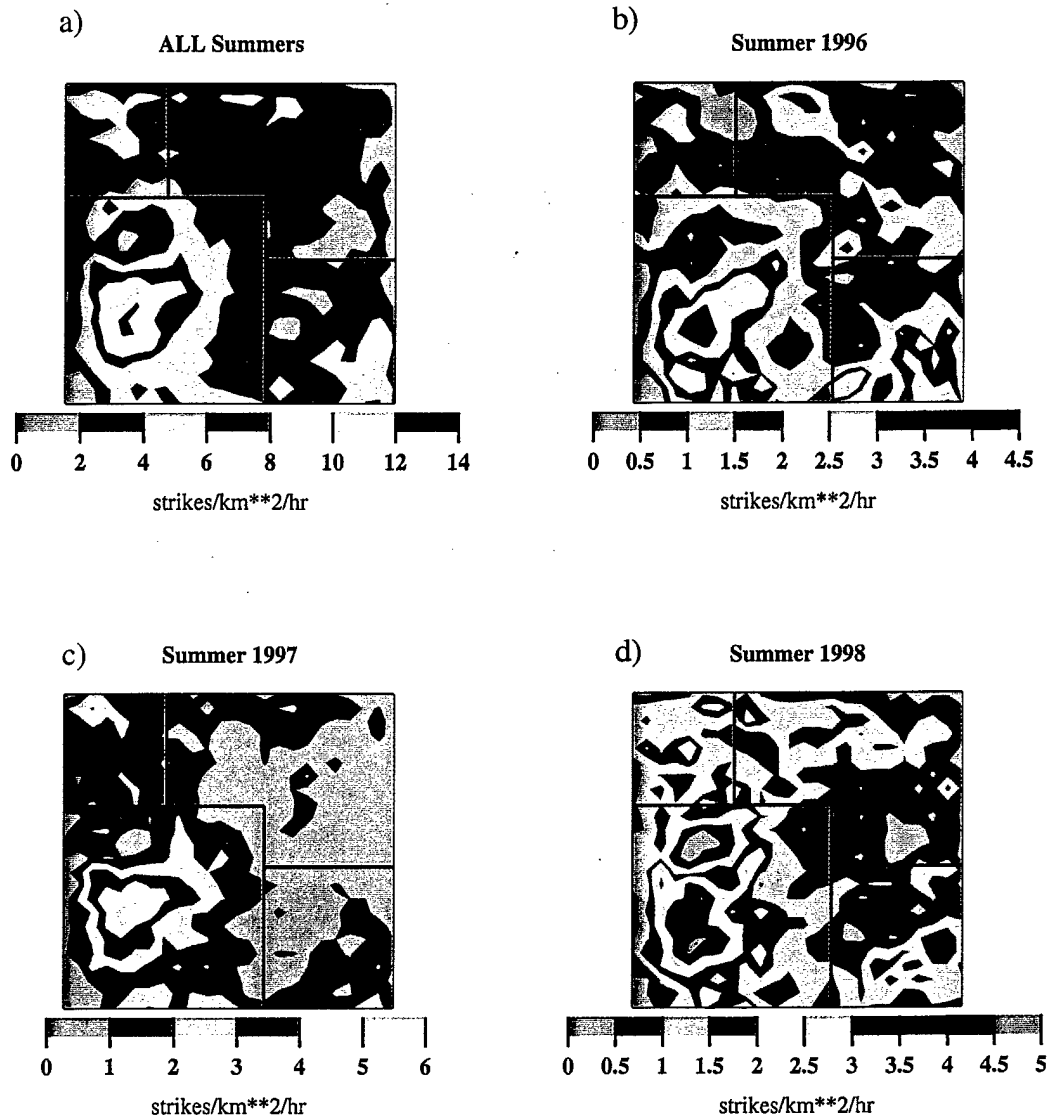 a)
ALL Summers
0 2 4 6 8 10 12 14
strikes/km**2/hr
b)
Summer 1996
0 0.5 1 1.5 2 2.5 3 3.5 4 4.5
strikes/km**2/hr
c)
Summer 1997
0 1 2 3 4 5 6
strikes/km**2/hr
d)
Summer 1998
0 0.5 1 1.5 2 2.5 3 3.5 4 4.5 5
strikes/km**2/hr